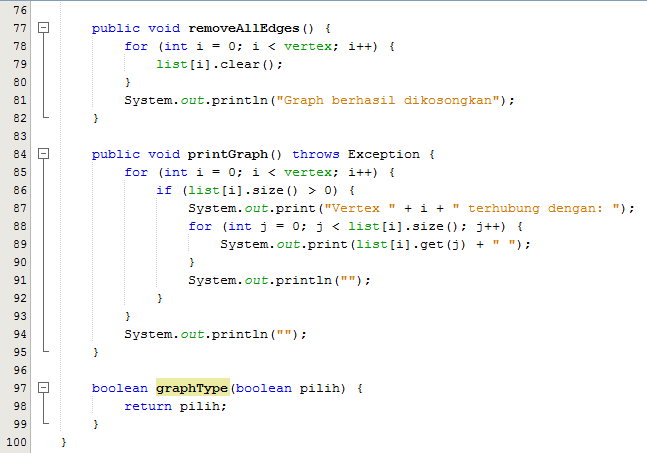 76
77 public void removeAllEdges() {
78 for (int i = 0; i < vertex; i++) {
79 list[i].clear();
80 }
81 System.out.println("Graph berhasil dikosongkan");
82 }
83
84 public void printGraph() throws Exception {
85 for (int i = 0; i < vertex; i++) {
86 if (list[i].size() > 0) {
87 System.out.print("Vertex " + i + " terhubung dengan: ");
88 for (int j = 0; j < list[i].size(); j++) {
89 System.out.print(list[i].get(j) + " ");
90 }
91 System.out.println("");
92 }
93 }
94 System.out.println("");
95 }
96
97 boolean graphType(boolean pilih) {
98 return pilih;
99 }
100 }